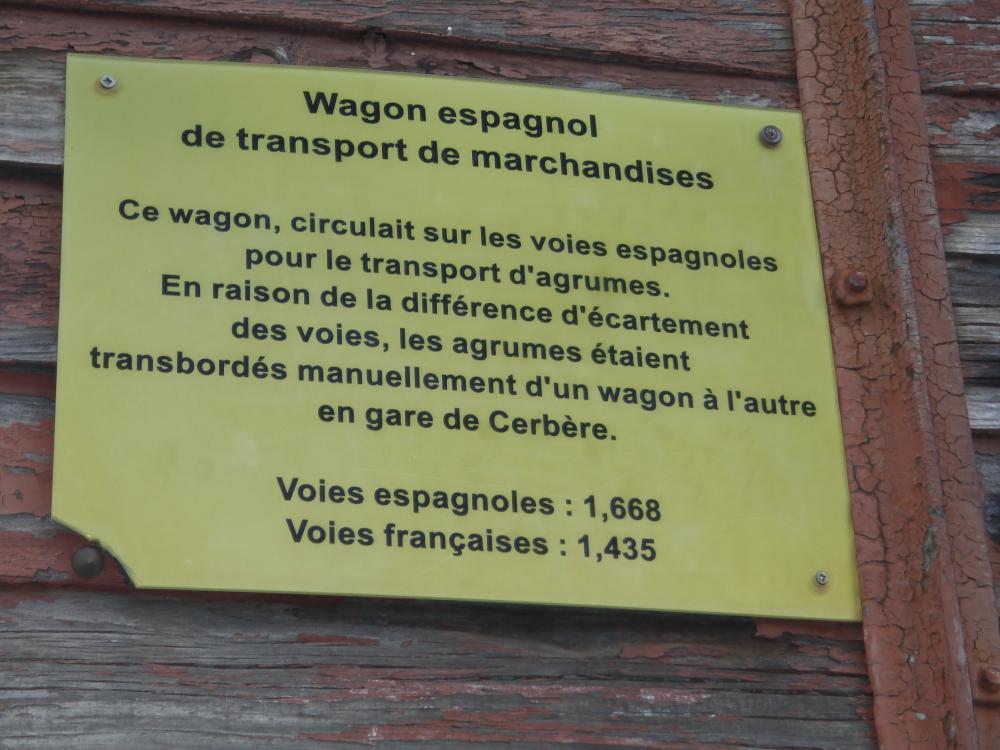 Wagon espagnol
de transport de marchandises
Ce wagon, circulait sur les voies espagnoles
pour le transport d'agrumes.
En raison de la différence d'écartement
des voies, les agrumes étaient
transbordés manuellement d'un wagon à l'autre
en gare de Cerbère.
Voies espagnoles : 1,668
Voies françaises : 1,435